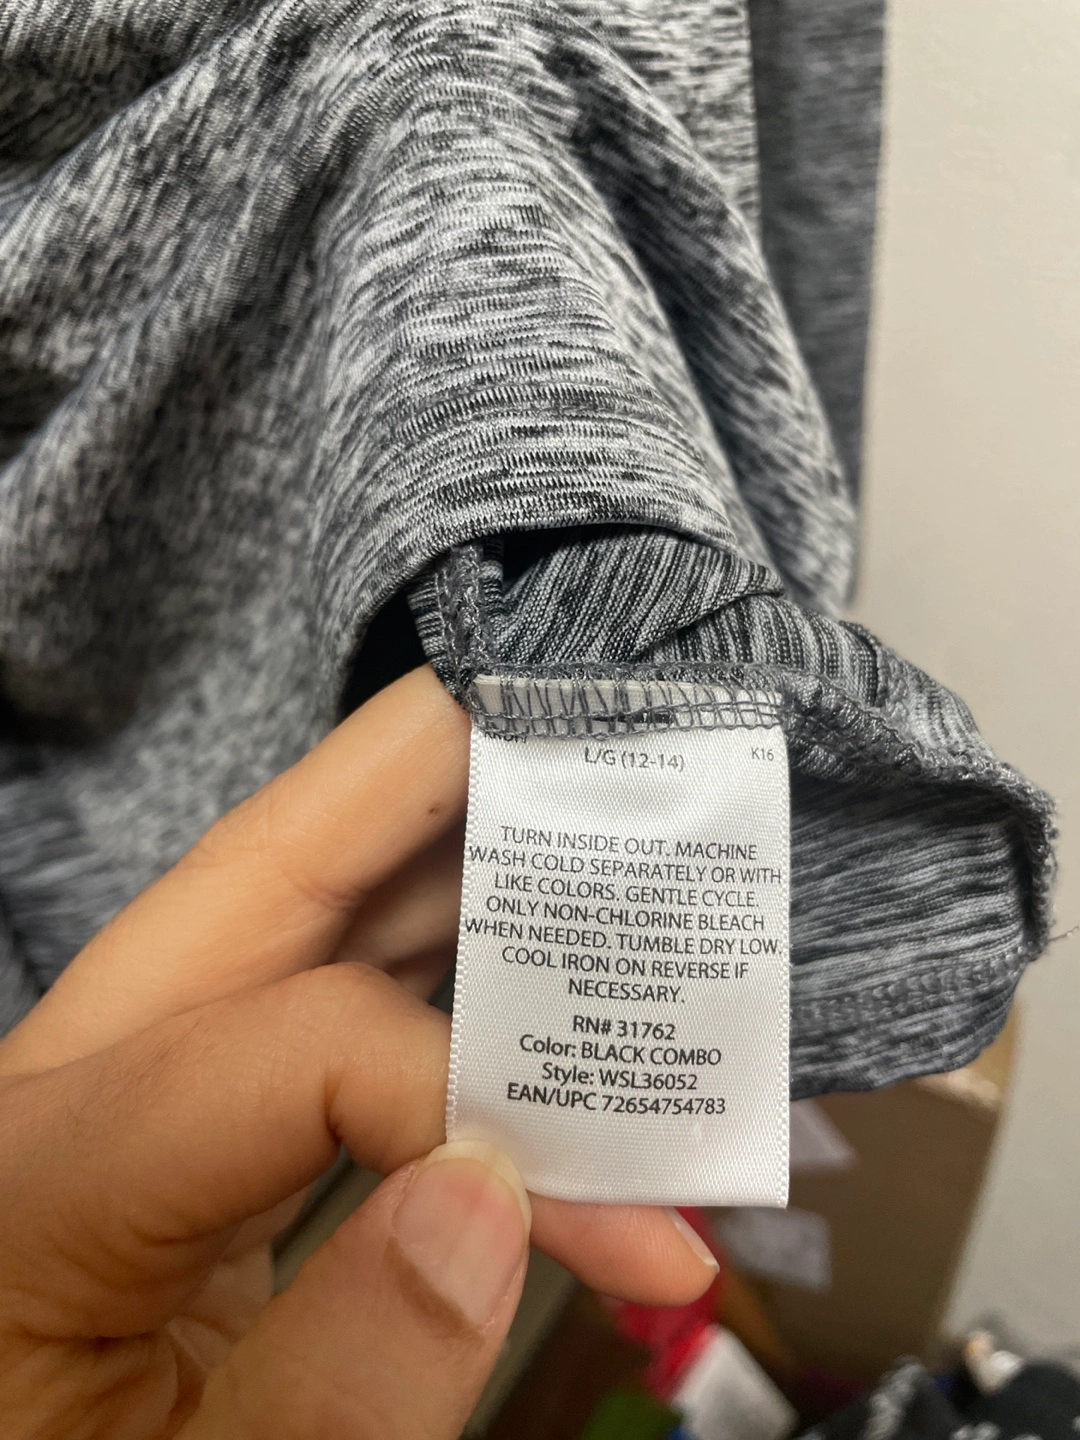 L/G (12-14)
K16
TURN INSIDE OUT. MACHINE
WASH COLD SEPARATELY OR WITH
LIKE COLORS. GENTLE CYCLE.
ONLY NON-CHLORINE BLEACH
WHEN NEEDED. TUMBLE DRY LOW.
COOL IRON ON REVERSE IF
NECESSARY.
RN# 31762
Color: BLACK COMBO
Style: WSL36052
EAN/UPC 72654754783